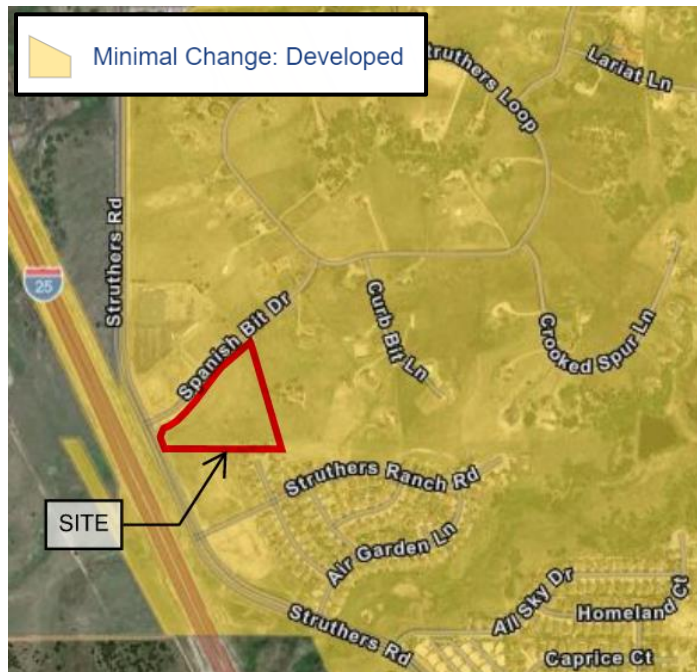 Minimal Change: Developed
Struthers Loop
Lariat Ln
Struthers Rd
25
Spanish Bit Dr
Curb Bit Ln
Crooked Spur Ln
Struthers Ranch Rd
SITE
Air Garden Ln
All Sky Dr
Homeland Ct
Struthers Rd
Caprice Ct